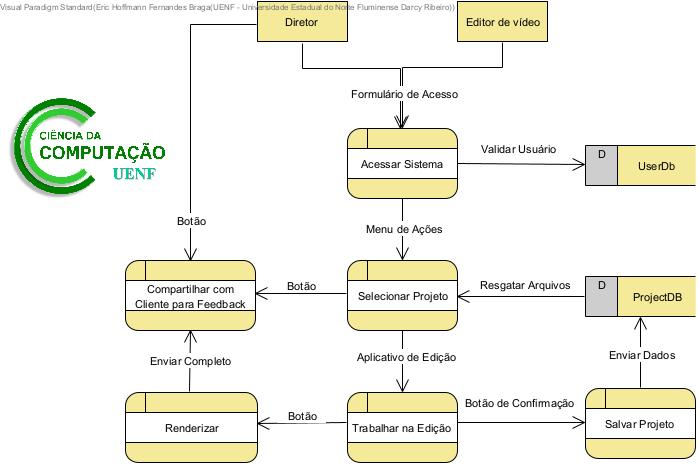 Visual Paradigm Standard(Eric Hoffmann Fernandes Braga(UENF - Universidade Estadual do Norte Fluminense Darcy Ribeiro))
Diretor
Editor de vídeo
Formulário de Acesso
CIÊNCIA DA
COMPUTAÇÃO
UENF
Acessar Sistema
Validar Usuário
D
UserDb
Botão
Menu de Ações
Compartilhar com
Cliente para Feedback
Botão
Selecionar Projeto
Resgatar Arquivos
D
ProjectDB
Enviar Completo
Aplicativo de Edição
Enviar Dados
Renderizar
Botão
Trabalhar na Edição
Botão de Confirmação
Salvar Projeto